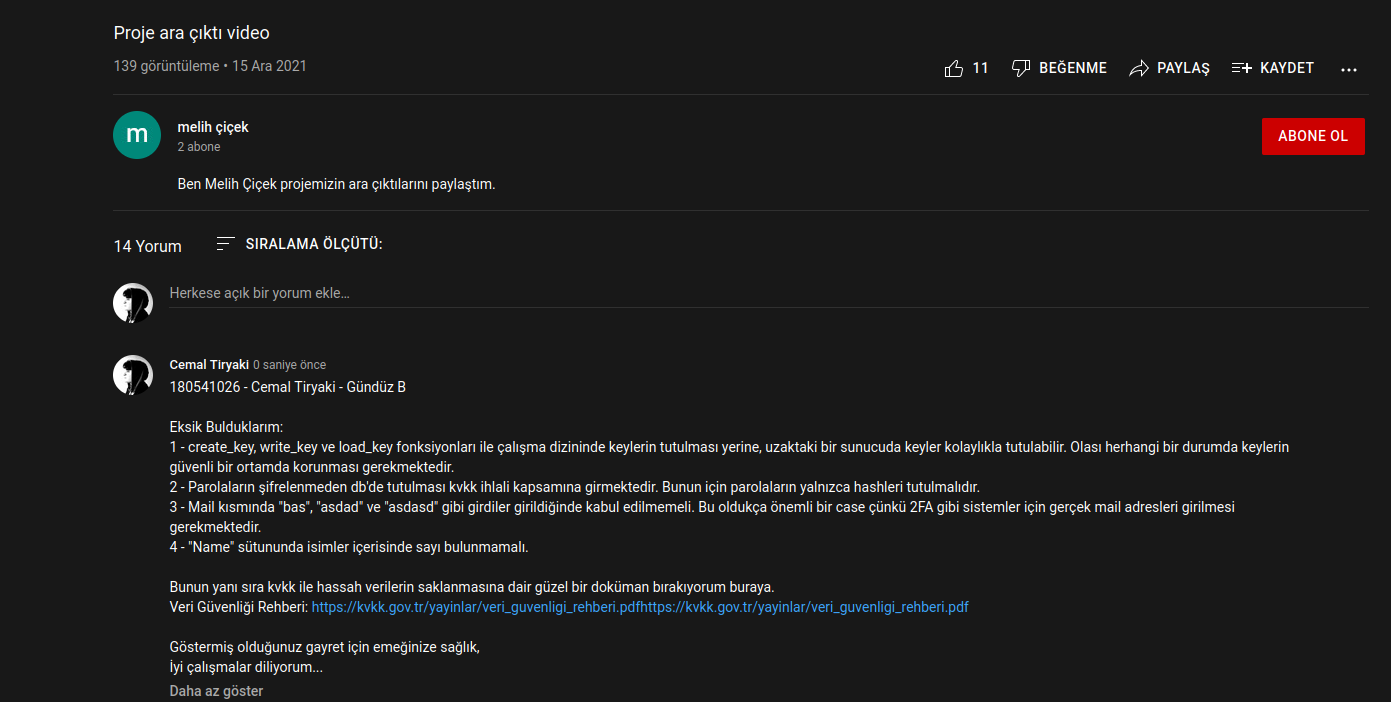 Proje ara çıktı video
139 görüntüleme • 15 Ara 2021
11 BEĞENME PAYLAŞ KAYDET ...
m
melih çiçek
2 abone
ABONE OL
Ben Melih Çiçek projemizin ara çıktılarını paylaştım.
14 Yorum SIRALAMA ÖLÇÜTÜ:
Herkese açık bir yorum ekle...
Cemal Tiryaki 0 saniye önce
180541026 - Cemal Tiryaki - Gündüz B
Eksik Bulduklarım:
1 - create_key, write_key ve load_key fonksiyonları ile çalışma dizininde keylerin tutulması yerine, uzaktaki bir sunucuda keyler kolaylıkla tutulabilir. Olası herhangi bir durumda keylerin
güvenli bir ortamda korunması gerekmektedir.
2 - Parolaların şifrelenmeden db'de tutulması kvkk ihlali kapsamına girmektedir. Bunun için parolaların yalnızca hashleri tutulmalıdır.
3 - Mail kısmında "bas", "asdad" ve "asdasd" gibi girdiler girildiğinde kabul edilmemeli. Bu oldukça önemli bir case çünkü 2FA gibi sistemler için gerçek mail adresleri girilmesi
gerekmektedir.
4 - "Name" sütununda isimler içerisinde sayı bulunmamalı.
Bunun yanı sıra kvkk ile hassah verilerin saklanmasına dair güzel bir doküman bırakıyorum buraya.
Veri Güvenliği Rehberi: https://kvkk.gov.tr/yayinlar/veri_guvenligi_rehberi.pdfhttps://kvkk.gov.tr/yayinlar/veri_guvenligi_rehberi.pdf
Göstermiş olduğunuz gayret için emeğinize sağlık,
İyi çalışmalar diliyorum...
Daha az göster